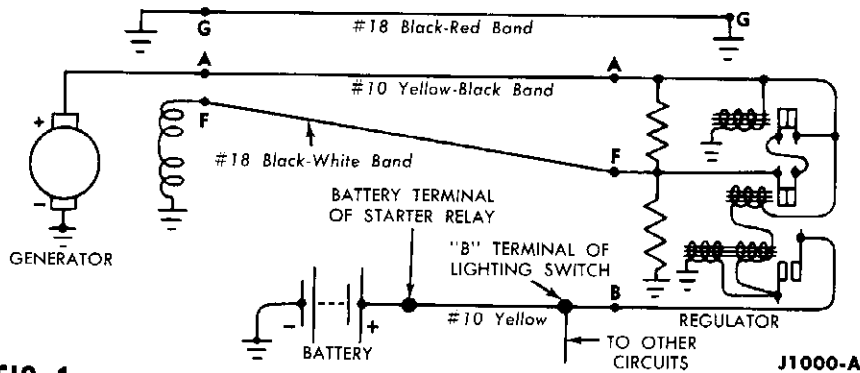 G
G
#18 Black-Red Band
A
A
#10 Yellow-Black Band
+
F
#18 Black-White Band
F
BATTERY TERMINAL
OF STARTER RELAY
-
GENERATOR
"B" TERMINAL OF
LIGHTING SWITCH
B
- +
#10 Yellow
REGULATOR
BATTERY
TO OTHER
CIRCUITS
J1000-A